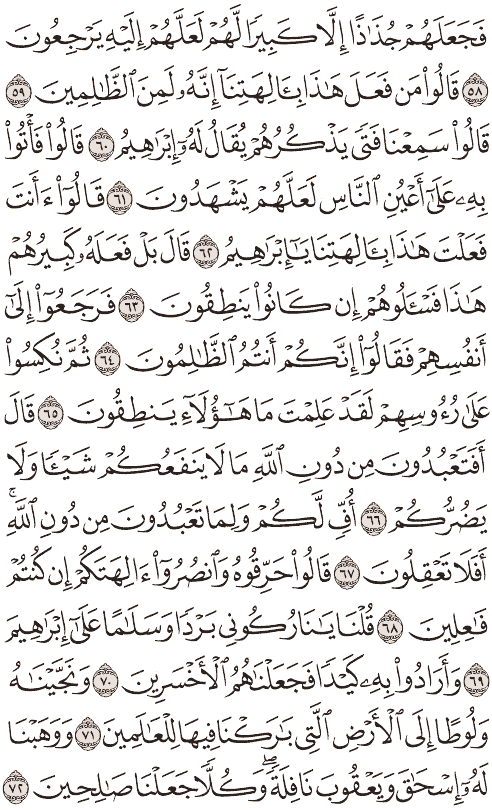 فَجَعَلَهُمْ جُذَٰذًا إِلَّا كَبِيرًا لَّهُمْ لَعَلَّهُمْ إِلَيْهِ يَرْجِعُونَ
٥٨ قَالُوا۟ مَن فَعَلَ هَٰذَا بِـَٔالِهَتِنَآ إِنَّهُۥ لَمِنَ ٱلظَّٰلِمِينَ ٥٩
قَالُوا۟ سَمِعْنَا فَتًى يَذْكُرُهُمْ يُقَالُ لَهُۥٓ إِبْرَٰهِيمُ ٦٠ قَالُوا۟ فَأْتُوا۟
بِهِۦ عَلَىٰٓ أَعْيُنِ ٱلنَّاسِ لَعَلَّهُمْ يَشْهَدُونَ ٦١ قَالُوٓا۟ ءَأَنتَ
فَعَلْتَ هَٰذَا بِـَٔالِهَتِنَا يَٰٓإِبْرَٰهِيمُ ٦٢ قَالَ بَلْ فَعَلَهُۥ كَبِيرُهُمْ
هَٰذَا فَسْـَٔلُوهُمْ إِن كَانُوا۟ يَنطِقُونَ ٦٣ فَرَجَعُوٓا۟ إِلَىٰٓ
أَنفُسِهِمْ فَقَالُوٓا۟ إِنَّكُمْ أَنتُمُ ٱلظَّٰلِمُونَ ٦٤ ثُمَّ نُكِسُوا۟
عَلَىٰ رُءُوسِهِمْ لَقَدْ عَلِمْتَ مَا هَٰٓؤُلَآءِ يَنطِقُونَ ٦٥ قَالَ
أَفَتَعْبُدُونَ مِن دُونِ ٱللَّهِ مَا لَا يَنفَعُكُمْ شَيْـًٔا وَلَا
يَضُرُّكُمْ ٦٦ أُفٍّ لَّكُمْ وَلِمَا تَعْبُدُونَ مِن دُونِ ٱللَّهِ ۚ
أَفَلَا تَعْقِلُونَ ٦٧ قَالُوا۟ حَرِّقُوهُ وَٱنصُرُوٓا۟ ءَالِهَتَكُمْ إِن كُنتُمْ
فَٰعِلِينَ ٦٨ قُلْنَا يَٰنَارُ كُونِى بَرْدًا وَسَلَٰمًا عَلَىٰٓ إِبْرَٰهِيمَ
٦٩ وَأَرَادُوا۟ بِهِۦ كَيْدًا فَجَعَلْنَٰهُمُ ٱلْأَخْسَرِينَ ٧٠ وَنَجَّيْنَٰهُ
وَلُوطًا إِلَى ٱلْأَرْضِ ٱلَّتِى بَٰرَكْنَا فِيهَا لِلْعَٰلَمِينَ ٧١ وَوَهَبْنَا
لَهُۥٓ إِسْحَٰقَ وَيَعْقُوبَ نَافِلَةً ۖ وَكُلًّا جَعَلْنَا صَٰلِحِينَ ٧٢